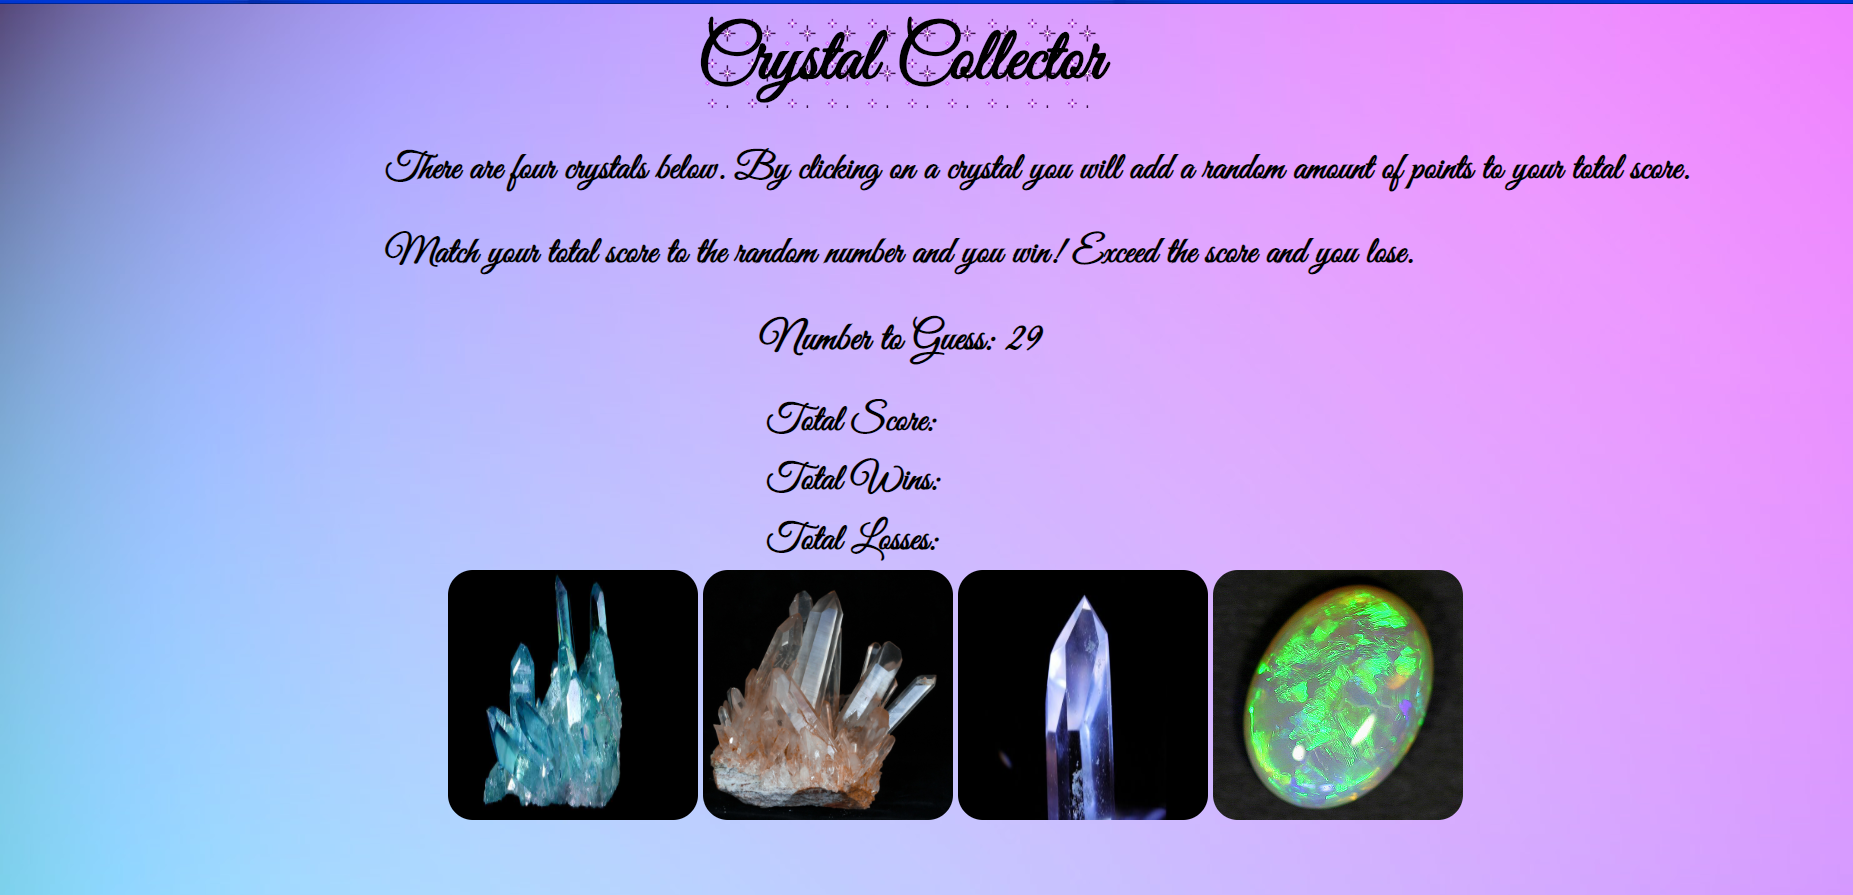 Crystal Collector
There are four crystals below. By clicking on a crystal you will add a random amount of points to your total score.
Match your total score to the random number and you win! Exceed the score and you lose.
Number to Guess: 29
Total Score:
Total Wins:
Total Losses: